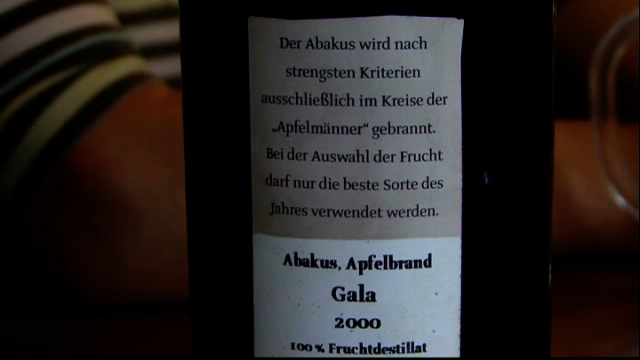 Der Abakus wird nach
strengsten Kriterien
ausschließlich im Kreise der
„Apfelmänner“ gebrannt.
Bei der Auswahl der Frucht
darf nur die beste Sorte des
Jahres verwendet werden.
Abakus, Apfelbrand
Gala
2000
100 % Fruchtdestillat